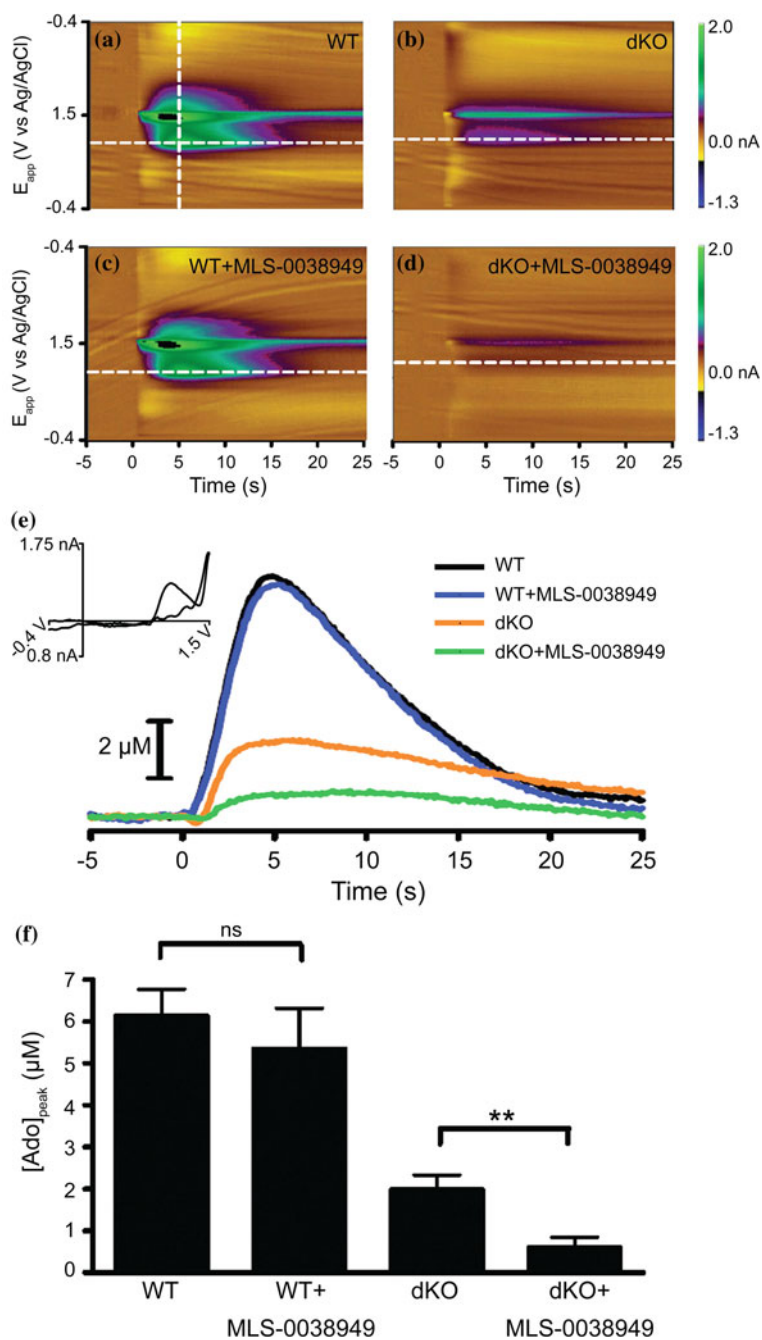 -0.4
(a)
WT
(b)
dKO
2.0
E_app (V vs Ag/AgCl)
1.5
0.0 nA
-0.4
-1.3
-0.4
(c)
WT+MLS-0038949
(d)
dKO+MLS-0038949
2.0
E_app (V vs Ag/AgCl)
1.5
0.0 nA
-0.4
-1.3
-5 0 5 10 15 20 25
0 5 10 15 20 25
Time (s)
Time (s)
(e)
1.75 nA
-0.4 V
1.5 V
0.8 nA
WT
WT+MLS-0038949
dKO
dKO+MLS-0038949
2 µM
-5 0 5 10 15 20 25
Time (s)
(f)
ns
**
7
6
5
4
3
2
1
0
[Ado]peak (µM)
WT
WT+
MLS-0038949
dKO
dKO+
MLS-0038949